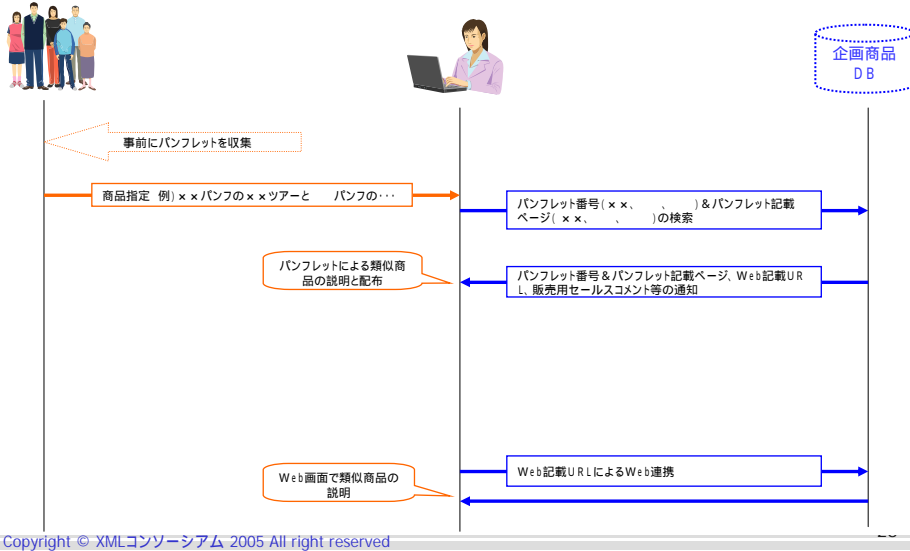 企画商品
DB
事前にパンフレットを収集
商品指定 例)××パンフの××ツアーと　　パンフの･･･
パンフレット番号(××、　　、　　)&パンフレット記載
ページ( ××、　　、　　)の検索
パンフレットによる類似商
品の説明と配布
パンフレット番号&パンフレット記載ページ、Web記載UR
L、販売用セールスコメント等の通知
Web画面で類似商品の
説明
Web記載URLによるWeb連携
Copyright © XMLコンソーシアム 2005 All right reserved